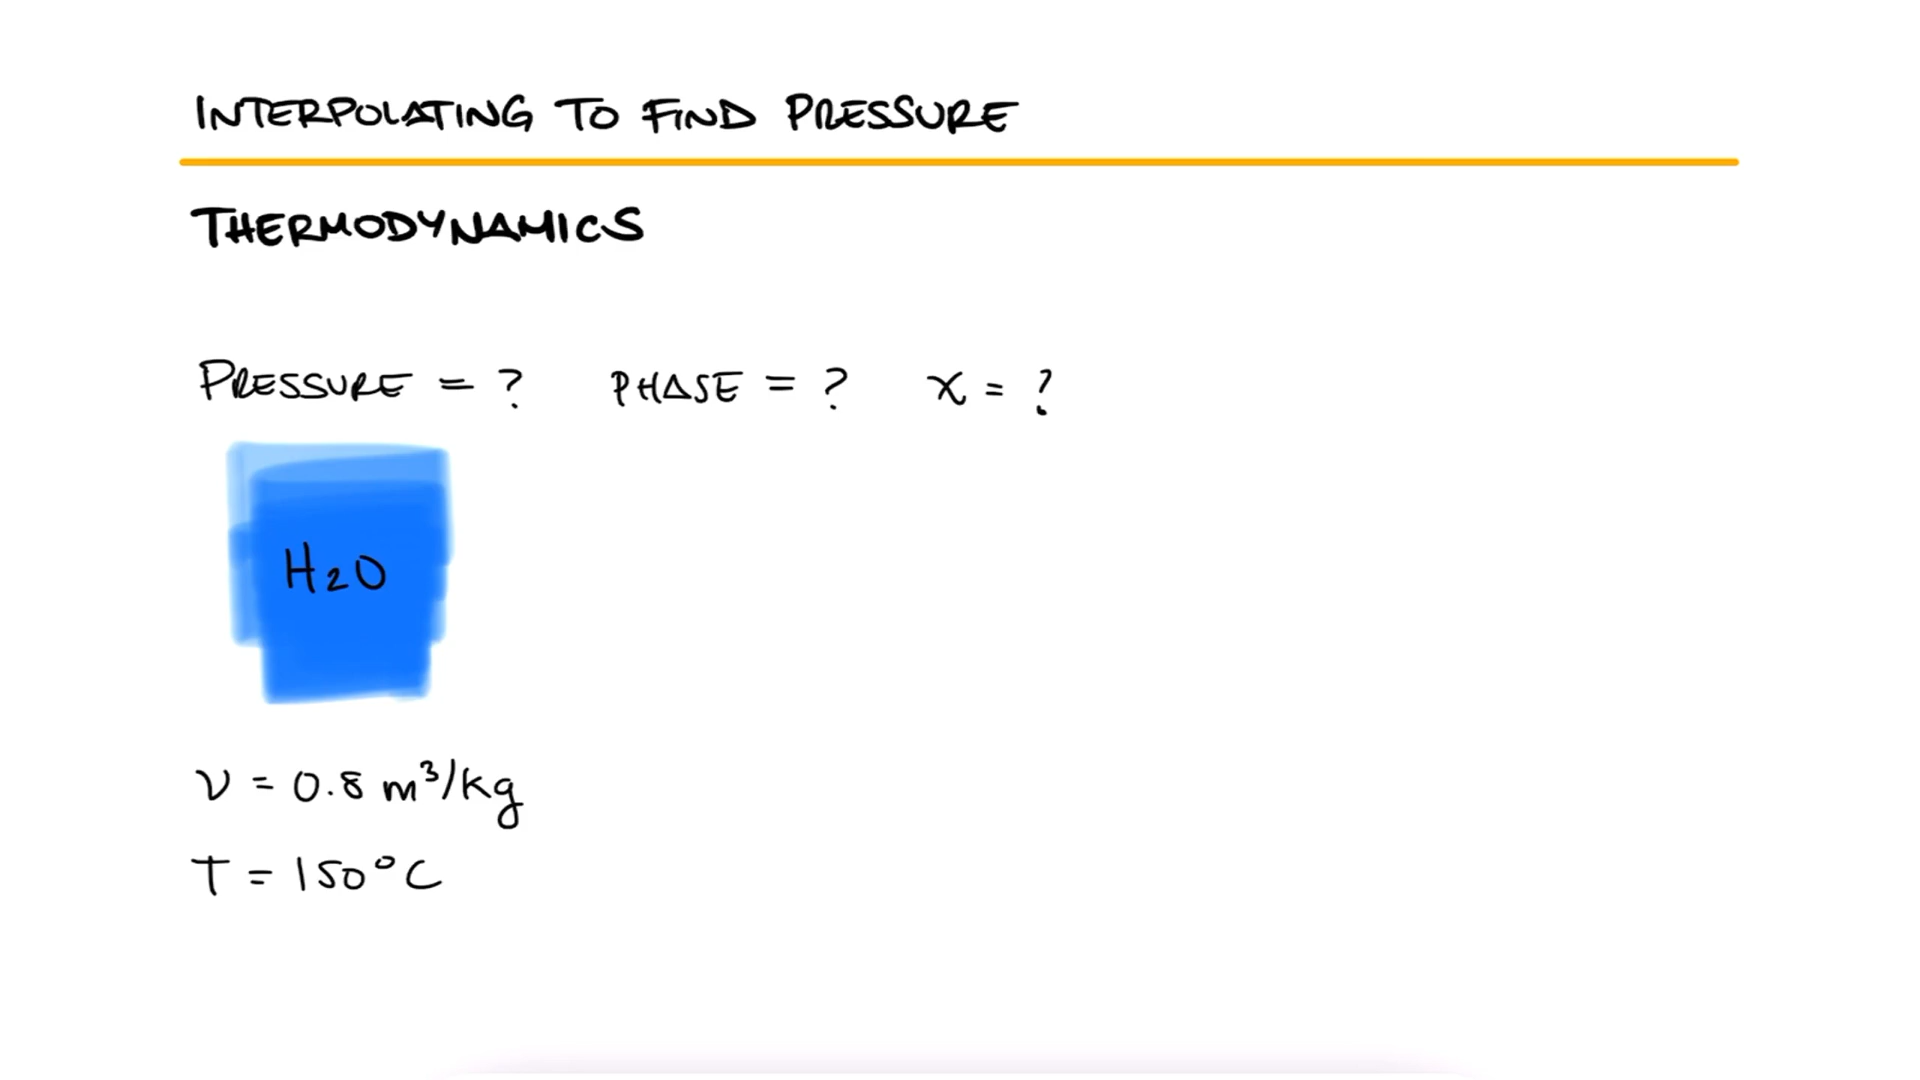 INTERPOLATING TO FIND PRESSURE
THERMODYNAMICS
PRESSURE = ? PHASE = ? x = ?
H2O
ν = 0.8 m³/kg
T = 150°C